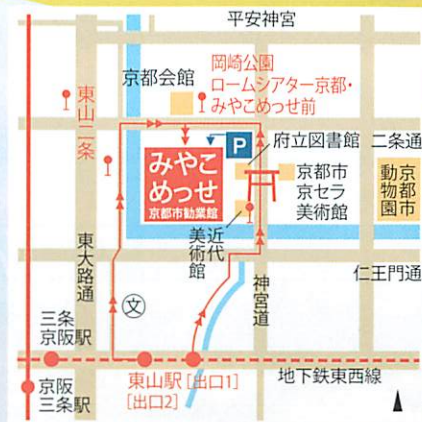 平安神宮
岡崎公園
ロームシアター京都・
みやこめっせ前
京都会館
東山二条
P
府立図書館
二条通
みやこ
めっせ
京都市勧業館
京都市
京セラ
美術館
京都市
動物園
近代
美術館
東大路通
神宮道
仁王門通
文
三条
京阪駅
東山駅[出口1]
[出口2]
地下鉄東西線
京阪
三条駅